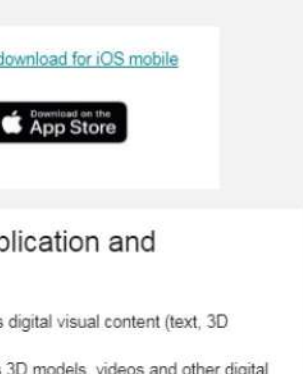 download for iOS mobile
Download on the
App Store
and
digital visual content (text, 3D
3D models, videos and other digital